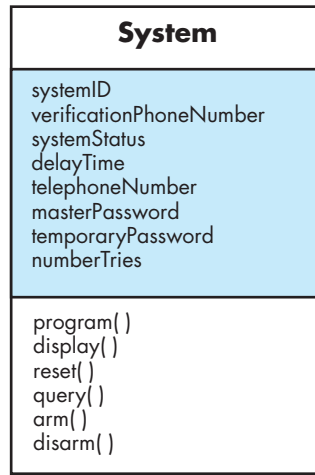 System
systemID
verificationPhoneNumber
systemStatus
delayTime
telephoneNumber
masterPassword
temporaryPassword
numberTries
program( )
display( )
reset( )
query( )
arm( )
disarm( )